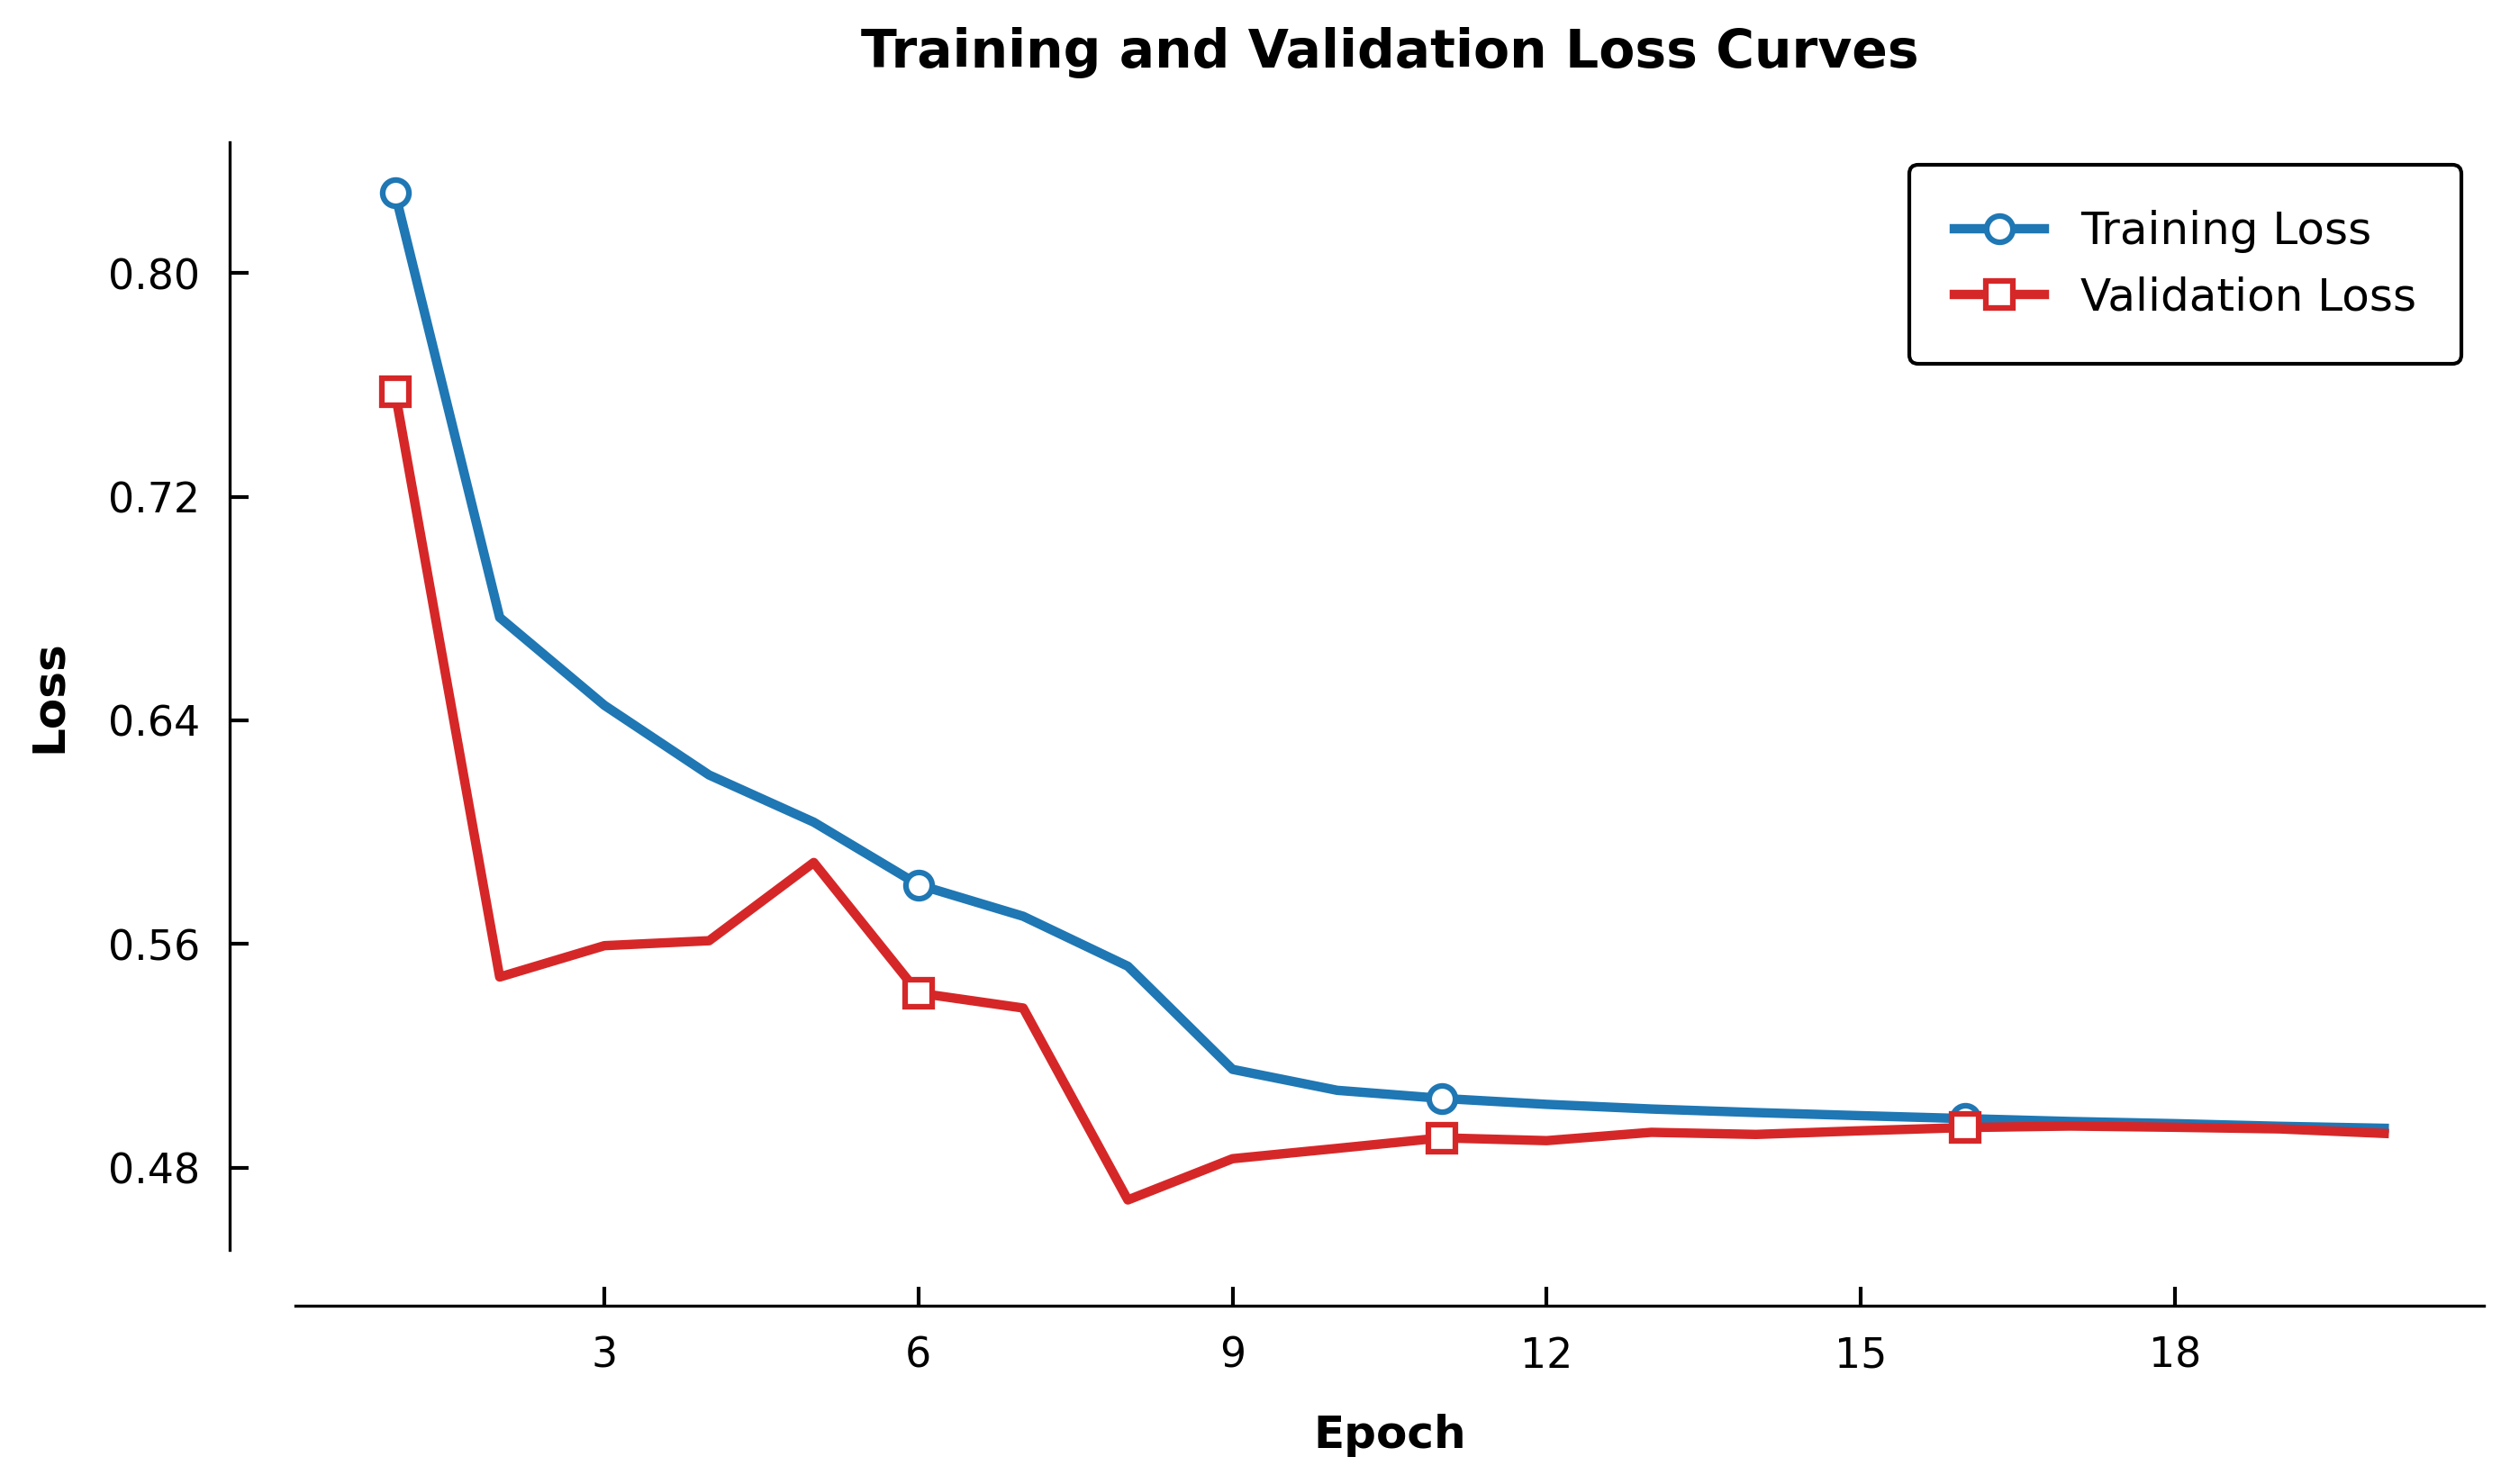 Training and Validation Loss Curves
Training Loss
Validation Loss
0.80
0.72
0.64
0.56
0.48
Loss
3 6 9 12 15 18
Epoch